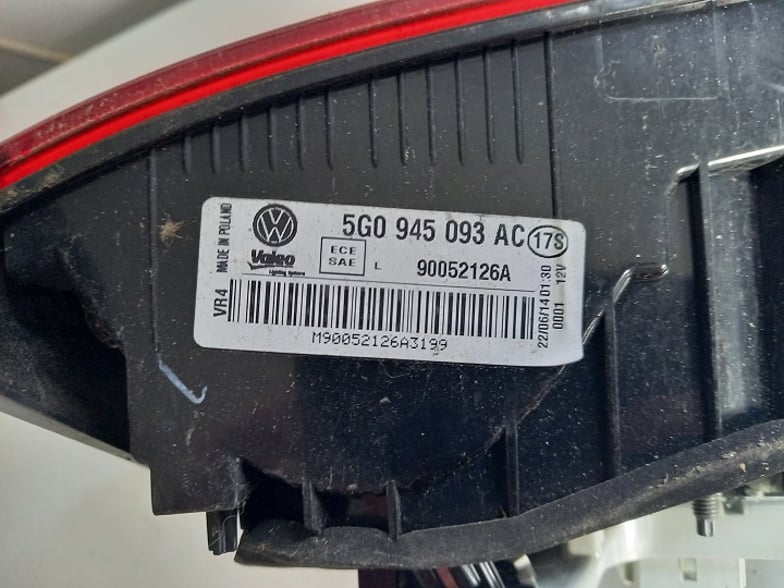 MADE IN POLAND
VW
5G0 945 093 AC 17S
Valeo
Lighting Systems
ECE
SAE
L
90052126A
VR4
M90052126A3199
22/06/14 01:30
0001 12V